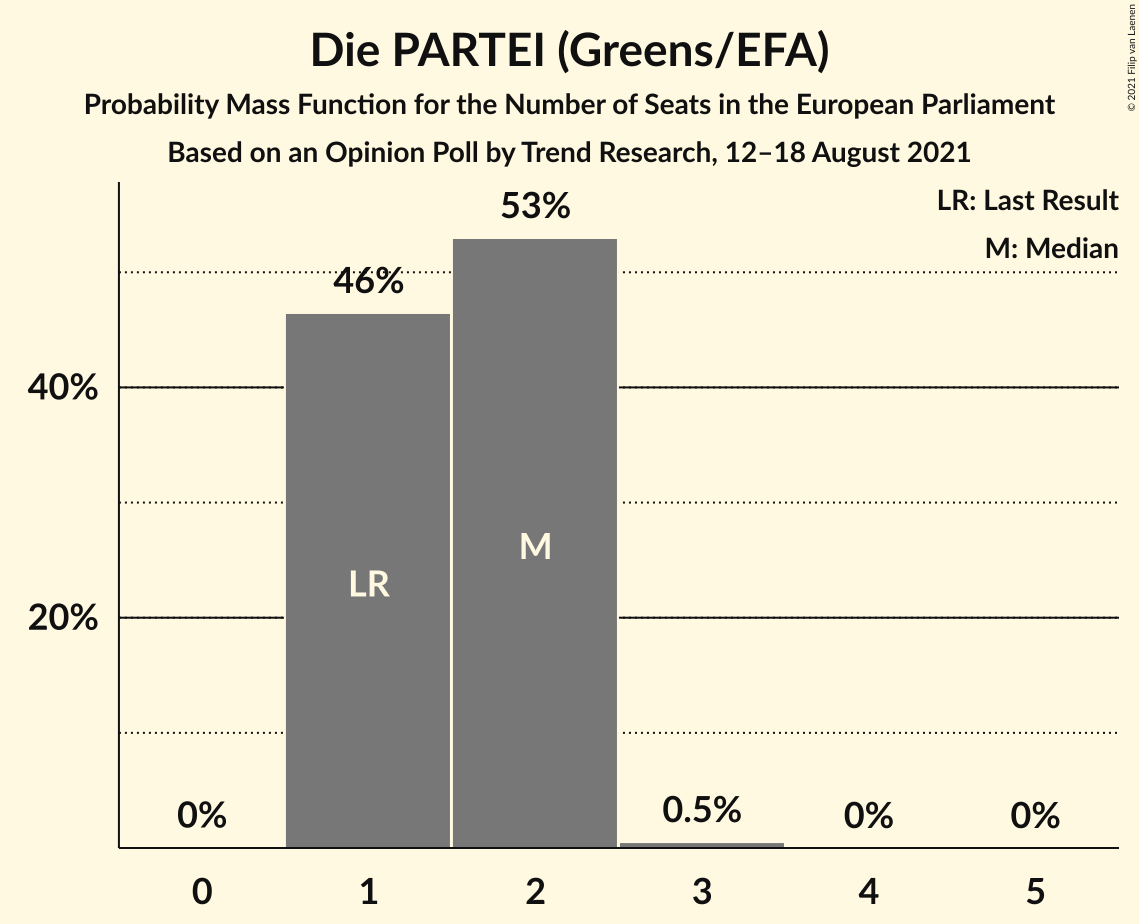 Die PARTEI (Greens/EFA)
Probability Mass Function for the Number of Seats in the European Parliament
Based on an Opinion Poll by Trend Research, 12–18 August 2021
© 2021 Filip van Laenen
LR: Last Result
M: Median
53%
46%
40%
M
LR
20%
0%
0.5%
0%
0%
0 1 2 3 4 5